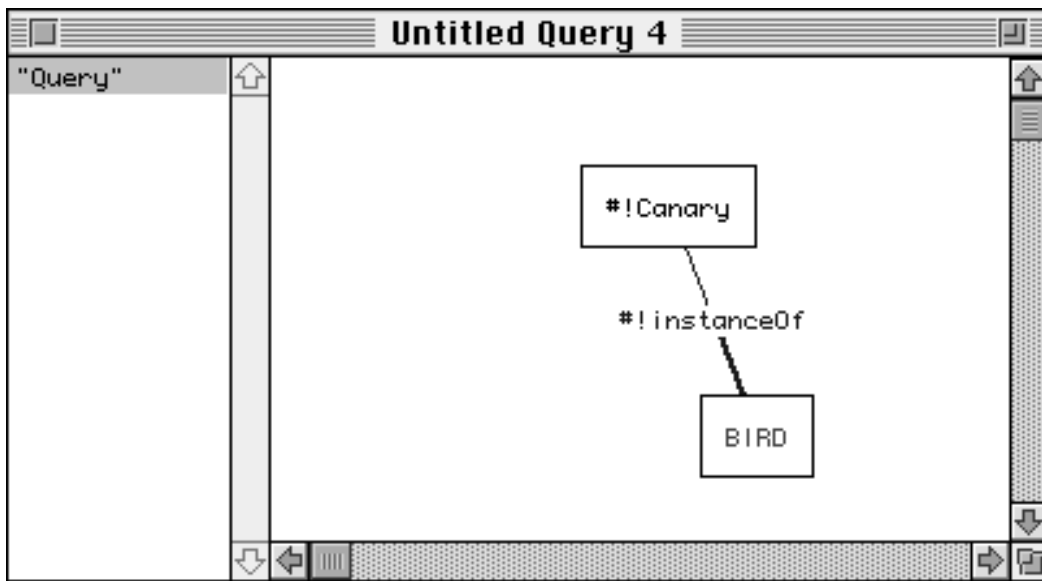 Untitled Query 4
"Query"
#!Canary
#!instanceOf
BIRD